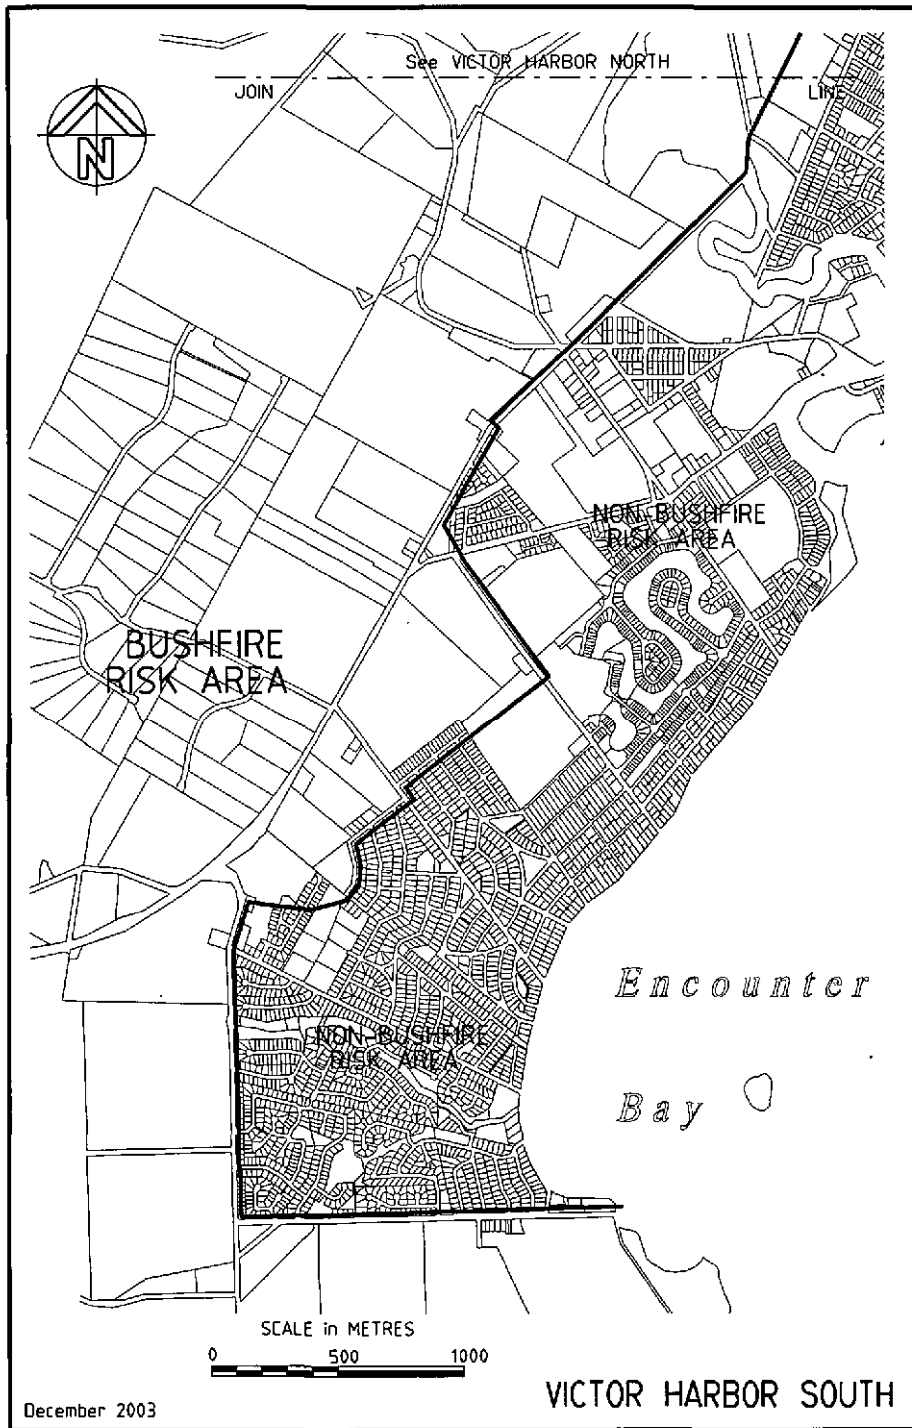 See VICTOR HARBOR NORTH
JOIN LINE
N
NON-BUSHFIRE
RISK AREA
BUSHFIRE
RISK AREA
Encounter
Bay
NON-BUSHFIRE
RISK AREA
SCALE in METRES
0 500 1000
VICTOR HARBOR SOUTH
December 2003